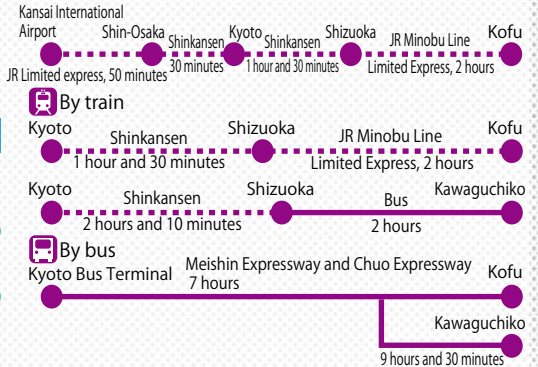 Kansai International
Airport
Shin-Osaka
Shinkansen
Kyoto
Shinkansen
Shizuoka
JR Minobu Line
Kofu
JR Limited express, 50 minutes
30 minutes
1 hour and 30 minutes
Limited Express, 2 hours
By train
Kyoto
Shinkansen
Shizuoka
JR Minobu Line
Kofu
1 hour and 30 minutes
Limited Express, 2 hours
Kyoto
Shinkansen
Shizuoka
Bus
Kawaguchiko
2 hours and 10 minutes
2 hours
By bus
Kyoto Bus Terminal
Meishin Expressway and Chuo Expressway
Kofu
7 hours
Kawaguchiko
9 hours and 30 minutes